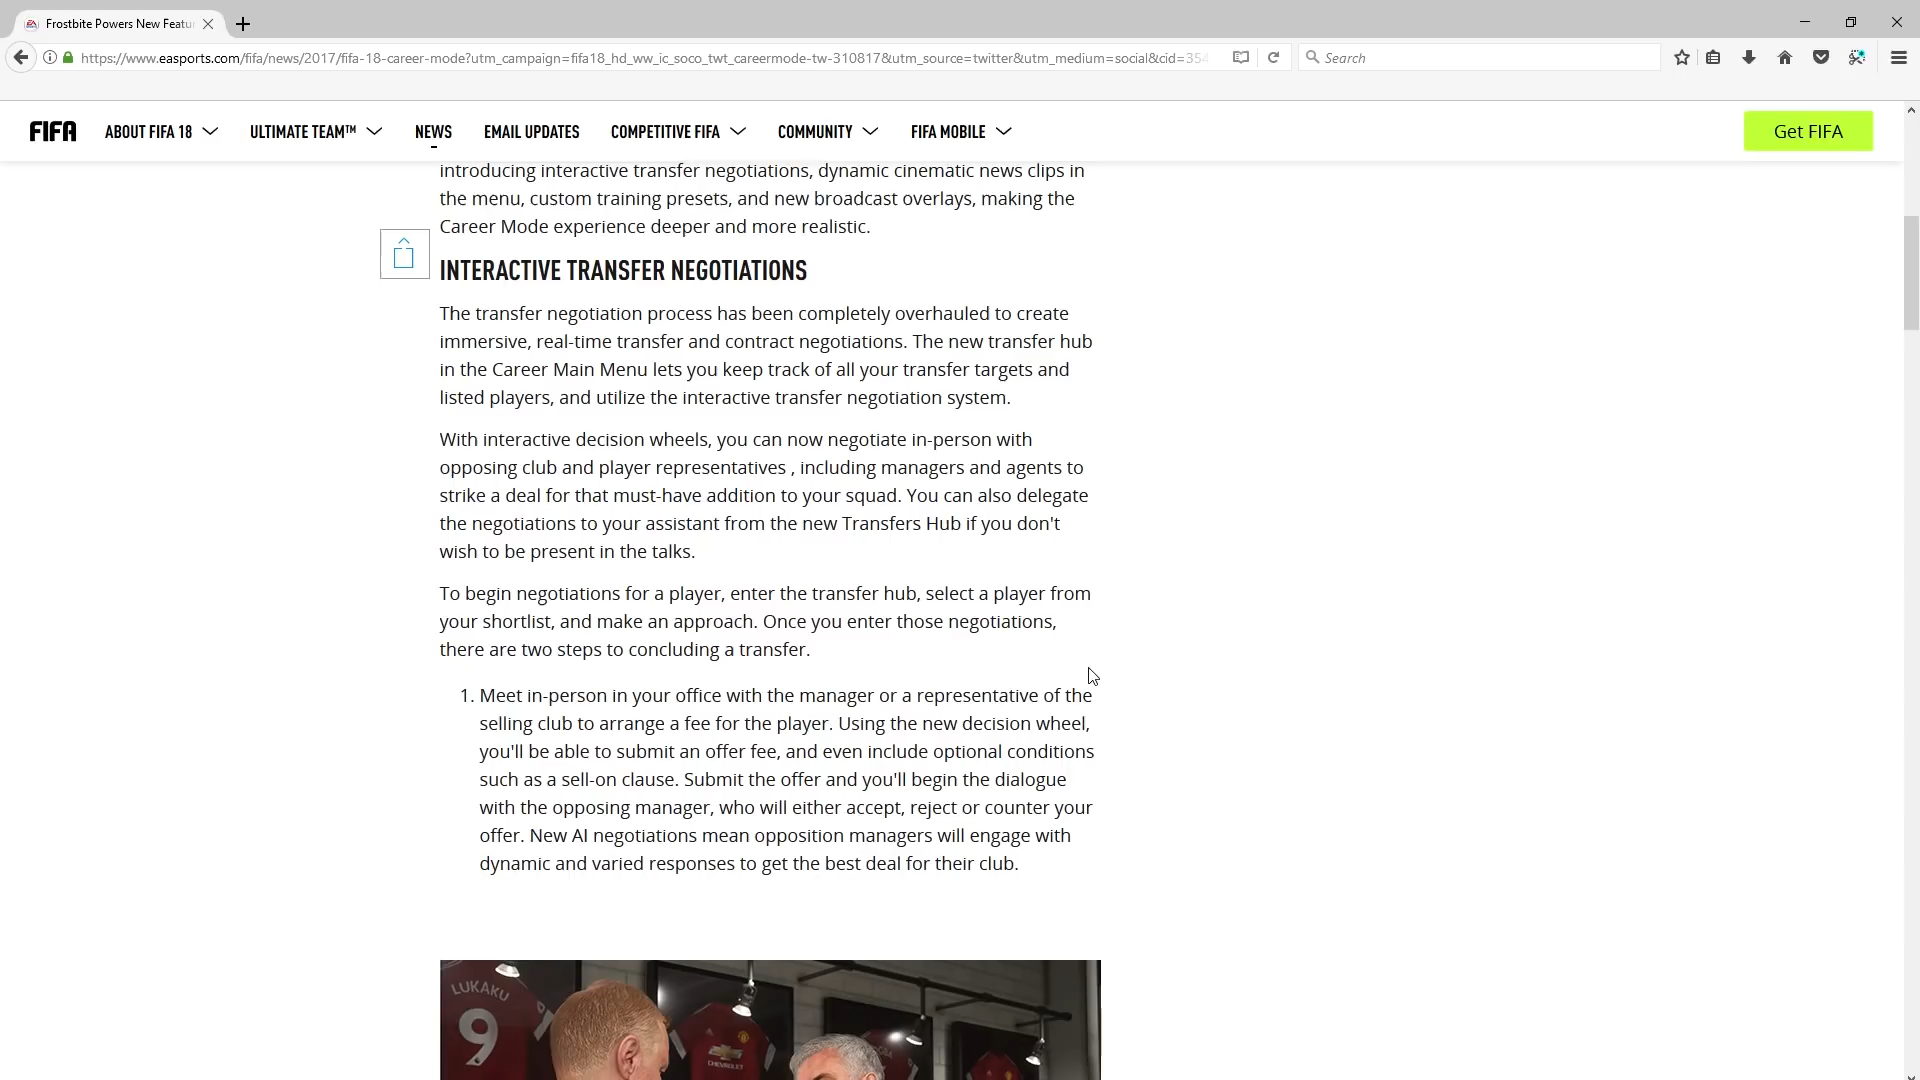 Frostbite Powers New Featu
https://www.easports.com/fifa/news/2017/fifa-18-career-mode?utm_campaign=fifa18_hd_ww_ic_soco_twt_careermode-tw-310817&utm_source=twitter&utm_medium=social&cid=354
Search
FIFA ABOUT FIFA 18 ULTIMATE TEAM™ NEWS EMAIL UPDATES COMPETITIVE FIFA COMMUNITY FIFA MOBILE Get FIFA
introducing interactive transfer negotiations, dynamic cinematic news clips in
the menu, custom training presets, and new broadcast overlays, making the
Career Mode experience deeper and more realistic.
INTERACTIVE TRANSFER NEGOTIATIONS
The transfer negotiation process has been completely overhauled to create
immersive, real-time transfer and contract negotiations. The new transfer hub
in the Career Main Menu lets you keep track of all your transfer targets and
listed players, and utilize the interactive transfer negotiation system.
With interactive decision wheels, you can now negotiate in-person with
opposing club and player representatives , including managers and agents to
strike a deal for that must-have addition to your squad. You can also delegate
the negotiations to your assistant from the new Transfers Hub if you don't
wish to be present in the talks.
To begin negotiations for a player, enter the transfer hub, select a player from
your shortlist, and make an approach. Once you enter those negotiations,
there are two steps to concluding a transfer.
1. Meet in-person in your office with the manager or a representative of the
selling club to arrange a fee for the player. Using the new decision wheel,
you'll be able to submit an offer fee, and even include optional conditions
such as a sell-on clause. Submit the offer and you'll begin the dialogue
with the opposing manager, who will either accept, reject or counter your
offer. New AI negotiations mean opposition managers will engage with
dynamic and varied responses to get the best deal for their club.
LUKAKU
9
CHEVROLET